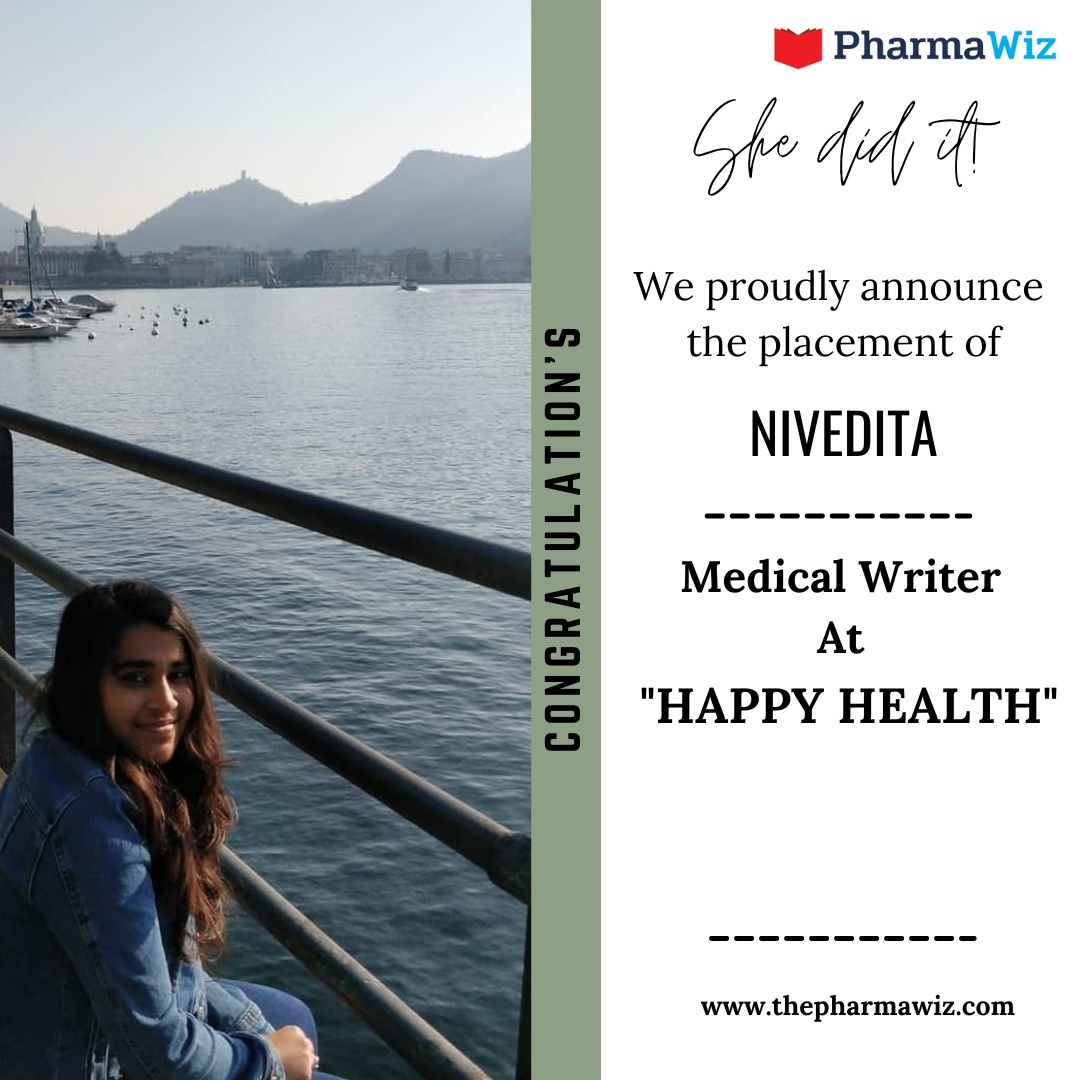 PharmaWiz
She did it!
We proudly announce
the placement of
NIVEDITA
Medical Writer
At
"HAPPY HEALTH"
www.thepharmawiz.com
CONGRATULATION'S